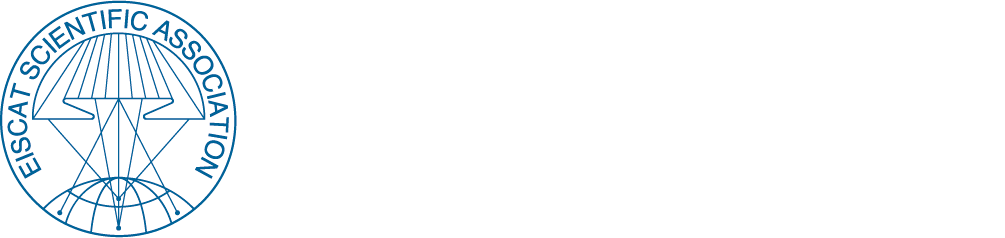 EISCAT SCIENTIFIC ASSOCIATION